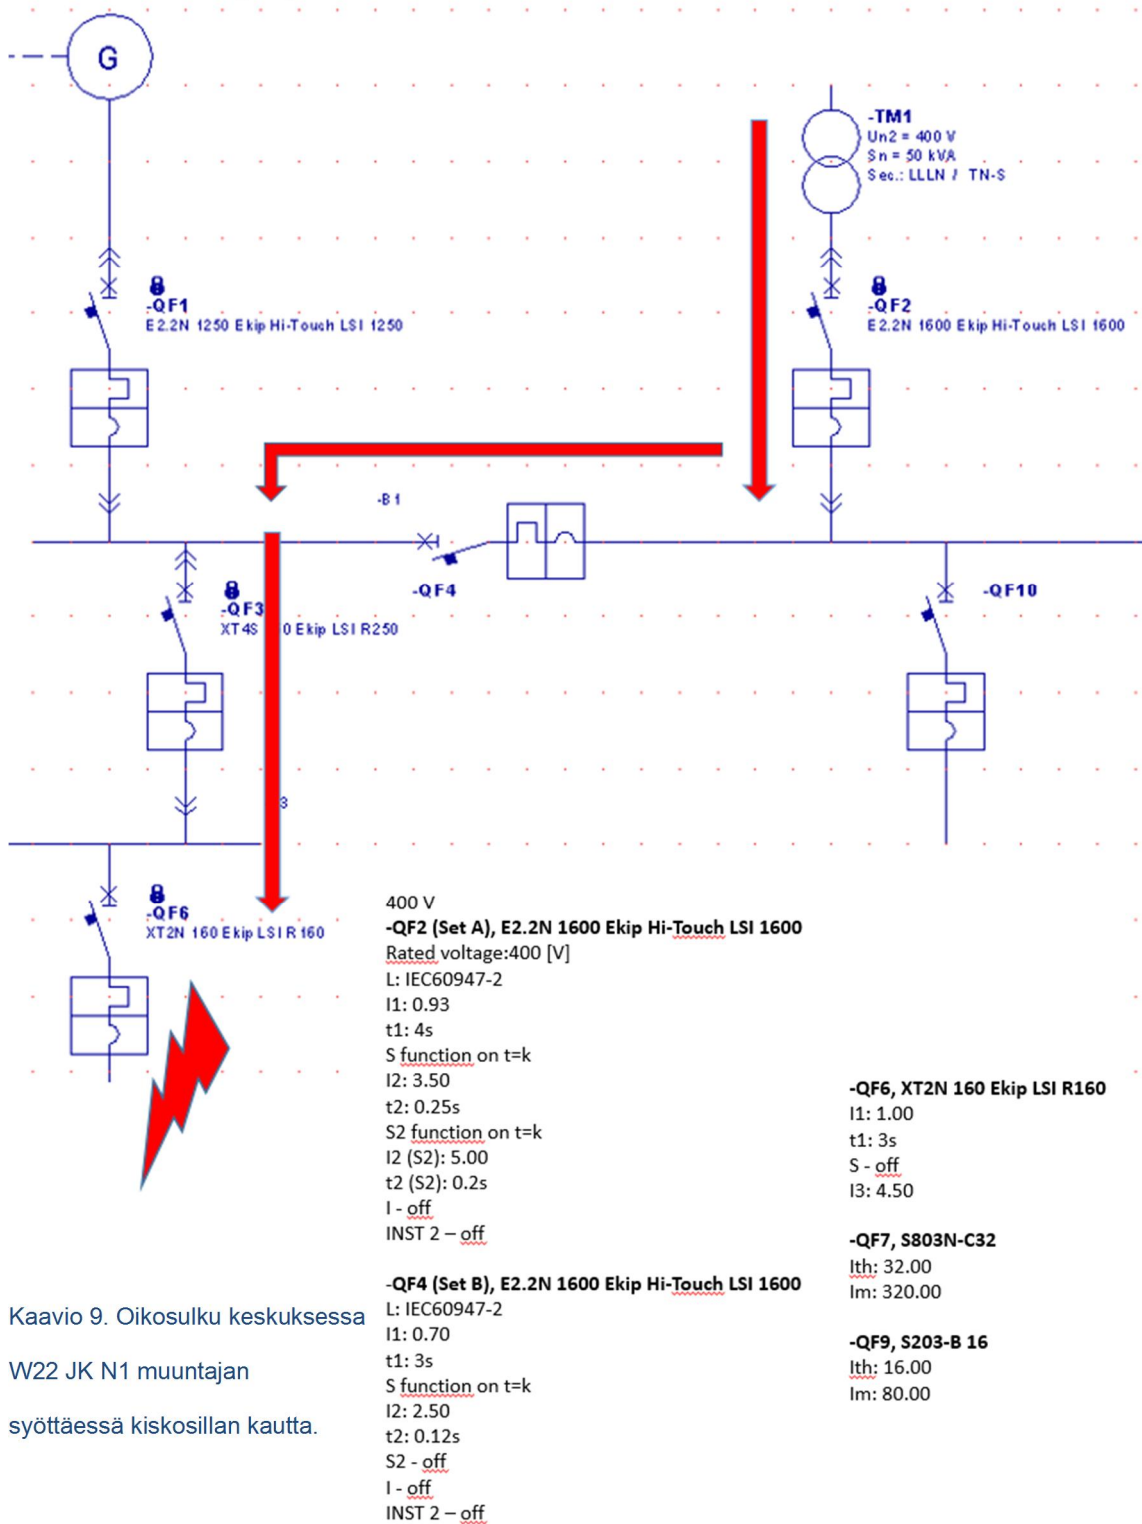 G
-TM1
Un2 = 400 V
Sn = 50 kVA
Sec.: LLLN / TN-S
-QF1
E2.2N 1250 Ekip Hi-Touch LSI 1250
-QF2
E2.2N 1600 Ekip Hi-Touch LSI 1600
-B1
-QF4
-QF3
XT4S 0 Ekip LSI R250
-QF10
3
-QF6
XT2N 160 Ekip LSI R160
400 V
-QF2 (Set A), E2.2N 1600 Ekip Hi-Touch LSI 1600
Rated voltage:400 [V]
L: IEC60947-2
I1: 0.93
t1: 4s
S function on t=k
I2: 3.50
t2: 0.25s
S2 function on t=k
I2 (S2): 5.00
t2 (S2): 0.2s
I - off
INST 2 – off
-QF4 (Set B), E2.2N 1600 Ekip Hi-Touch LSI 1600
L: IEC60947-2
I1: 0.70
t1: 3s
S function on t=k
I2: 2.50
t2: 0.12s
S2 - off
I - off
INST 2 – off
-QF6, XT2N 160 Ekip LSI R160
I1: 1.00
t1: 3s
S - off
I3: 4.50
-QF7, S803N-C32
Ith: 32.00
Im: 320.00
-QF9, S203-B 16
Ith: 16.00
Im: 80.00
Kaavio 9. Oikosulku keskuksessa
W22 JK N1 muuntajan
syöttäessä kiskosillan kautta.